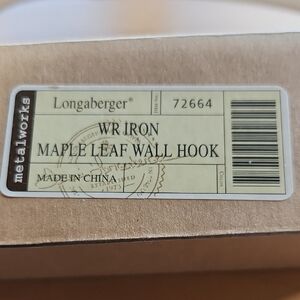 metalworks
Longaberger®
72664
WR IRON
MAPLE LEAF WALL HOOK
MADE IN CHINA